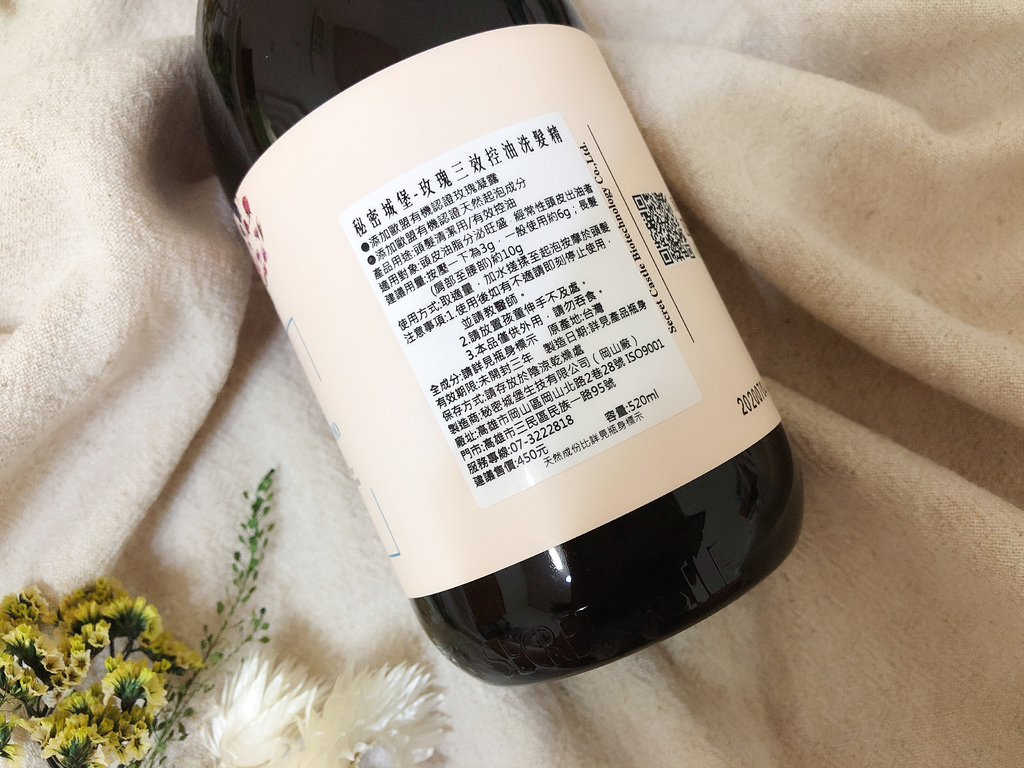 秘密城堡-玫瑰三效控油洗髮精
●添加歐盟有機認證玫瑰凝露
●添加歐盟有機認證天然起泡成分
產品用途:頭髮清潔用/有效控油
適用對象:頭皮油脂分泌旺盛、經常性頭皮出油者
建議用量:按壓一下為3g,一般使用約6g;長髮
(肩部至腰部)約10g
使用方式:取適量,加水搓揉至起泡按摩於頭髮
注意事項:1.使用後如有不適請即刻停止使用,
並請教醫師。
2.請放置孩童伸手不及處。
3.本品僅供外用,請勿吞食。
全成分:請詳見瓶身標示 原產地:台灣
有效期限:未開封三年 製造日期:詳見產品瓶身
保存方式:請存放於陰涼乾燥處
製造商:秘密城堡生技有限公司(岡山廠)
廠址:高雄市岡山區岡山北路2巷28號 ISO9001
門市:高雄市三民區民族一路95號
服務專線:07-3222818 容量:520ml
建議售價:450元 天然成份比詳見瓶身標示
Secret Castle Biotechnology Co., Ltd.